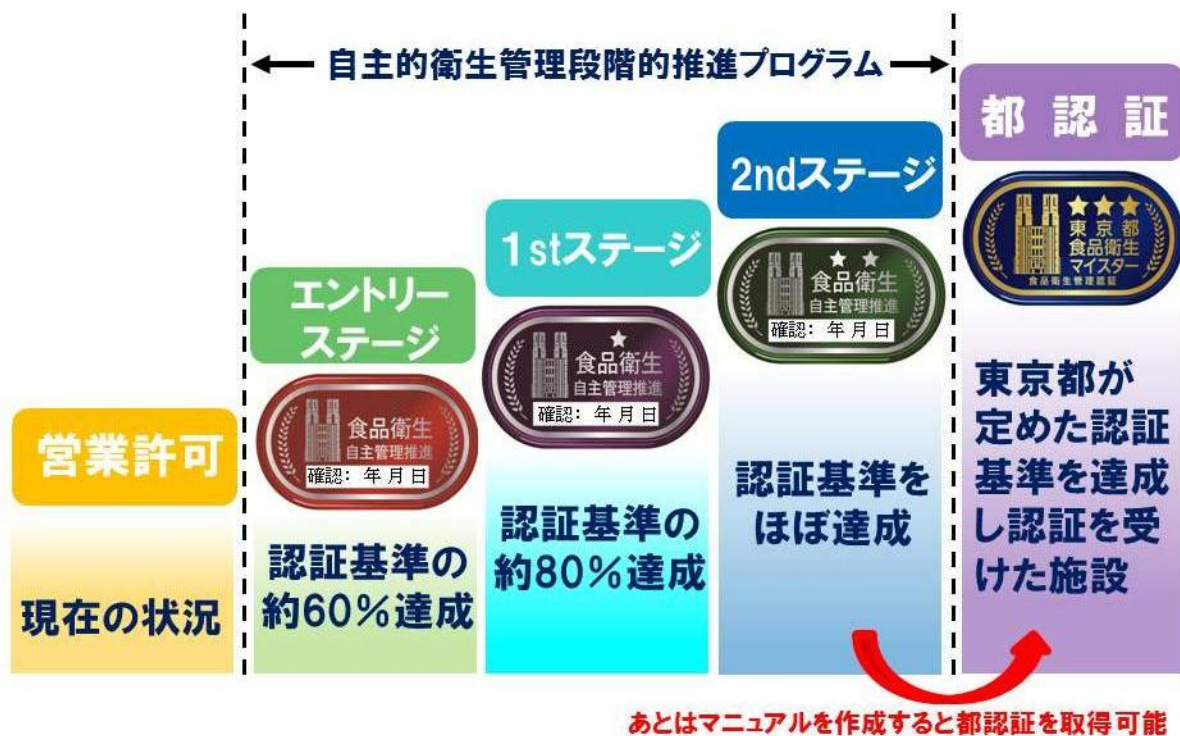 自主的衛生管理段階的推進プログラム
営業許可
現在の状況
エントリー
ステージ
食品衛生
自主管理推進
確認： 年 月 日
認証基準の
約60％達成
1stステージ
食品衛生
自主管理推進
確認： 年 月 日
認証基準の
約80％達成
2ndステージ
食品衛生
自主管理推進
確認： 年 月 日
認証基準を
ほぼ達成
都 認 証
東京都
食品衛生
マイスター
食品衛生管理認証
東京都が
定めた認証
基準を達成
し認証を受
けた施設
あとはマニュアルを作成すると都認証を取得可能